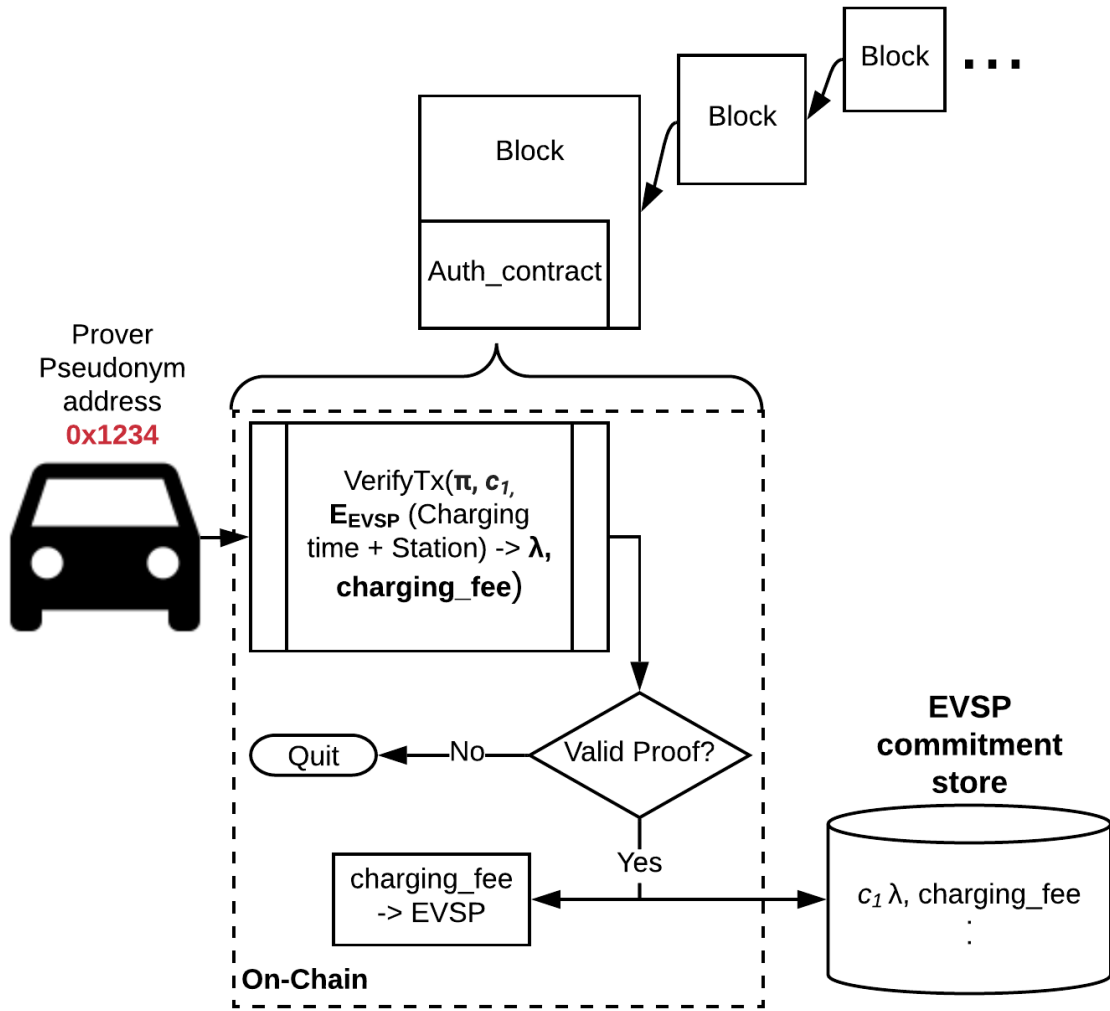 Block
...
Block
Block
Auth_contract
Prover
Pseudonym
address
0x1234
VerifyTx(π, c₁,
E_EVSP (Charging
time + Station) -> λ,
charging_fee)
Valid Proof?
No
Quit
Yes
charging_fee
-> EVSP
On-Chain
EVSP
commitment
store
c₁ λ, charging_fee
.
.